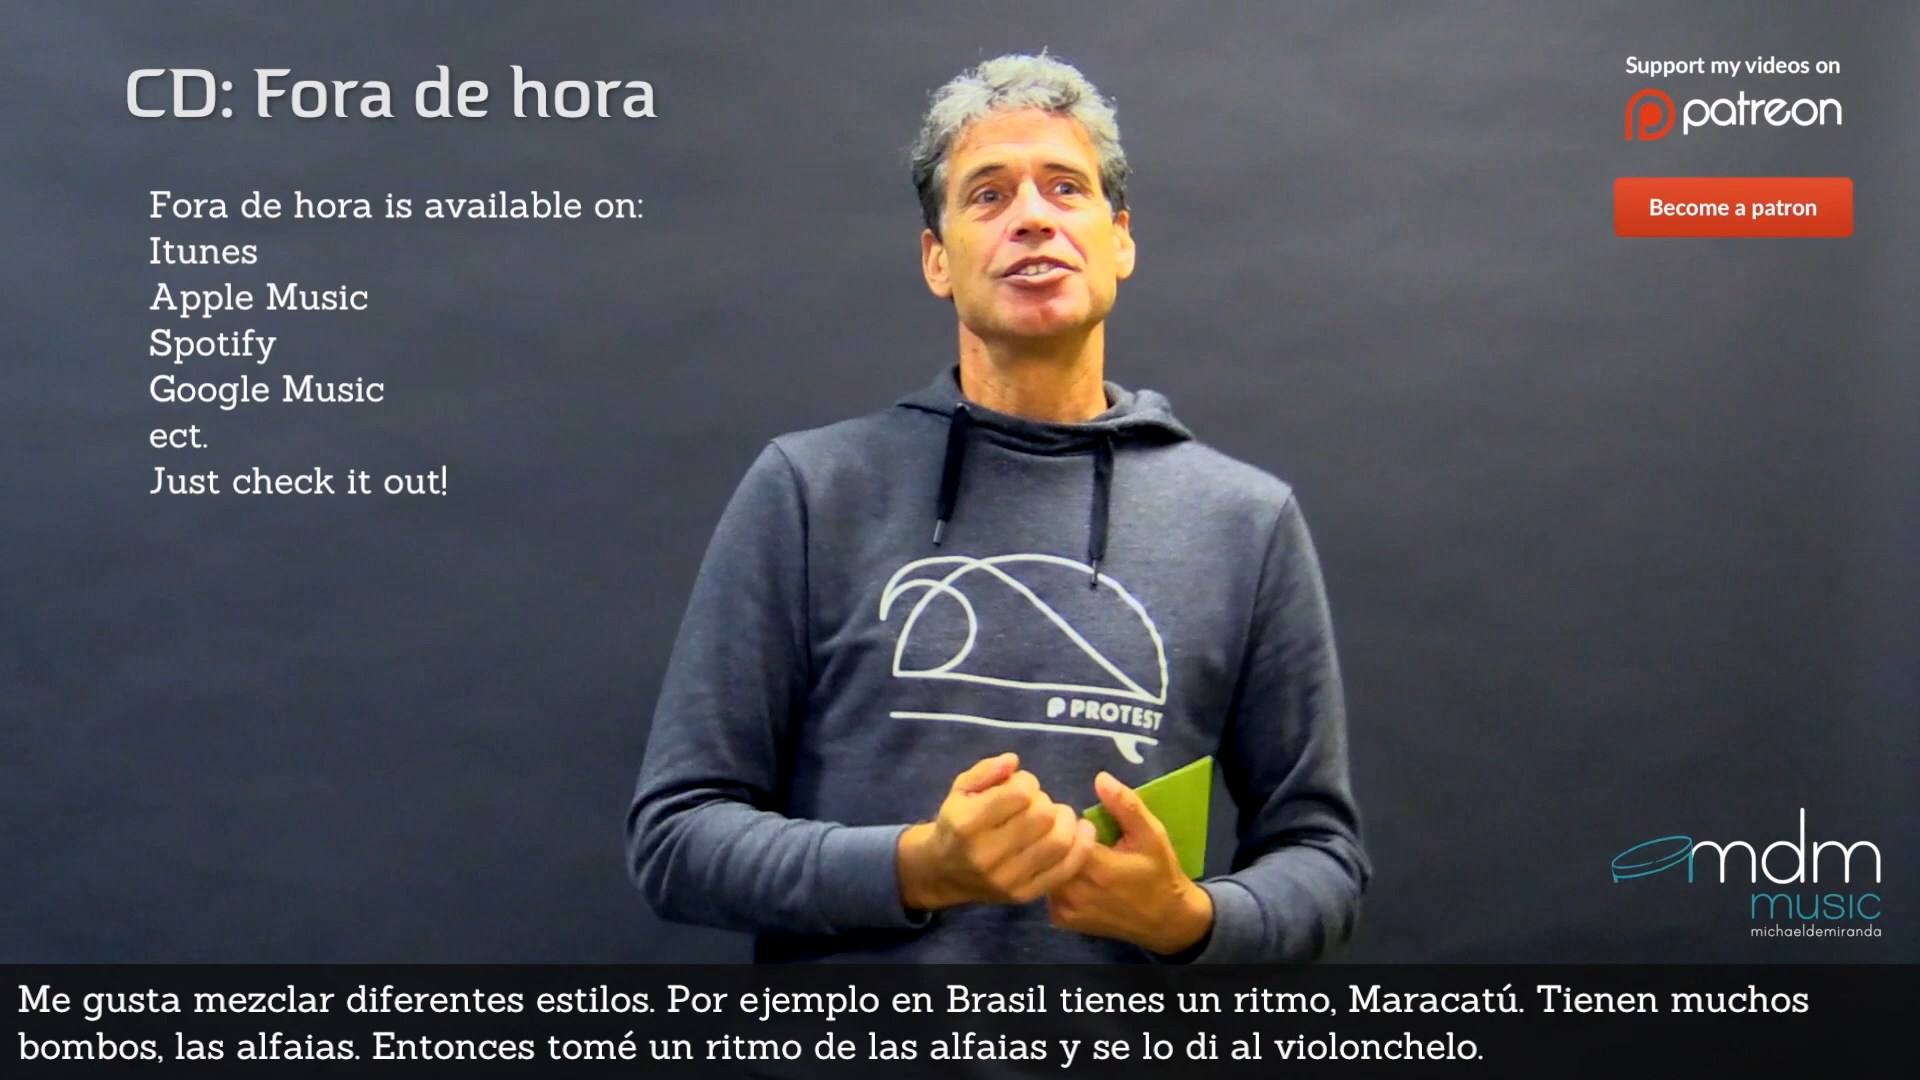 CD: Fora de hora
Fora de hora is available on:
Itunes
Apple Music
Spotify
Google Music
ect.
Just check it out!
Support my videos on
patreon
Become a patron
P PROTEST
mdm
music
michaeldemiranda
Me gusta mezclar diferentes estilos. Por ejemplo en Brasil tienes un ritmo, Maracatú. Tienen muchos
bombos, las alfaias. Entonces tomé un ritmo de las alfaias y se lo di al violonchelo.